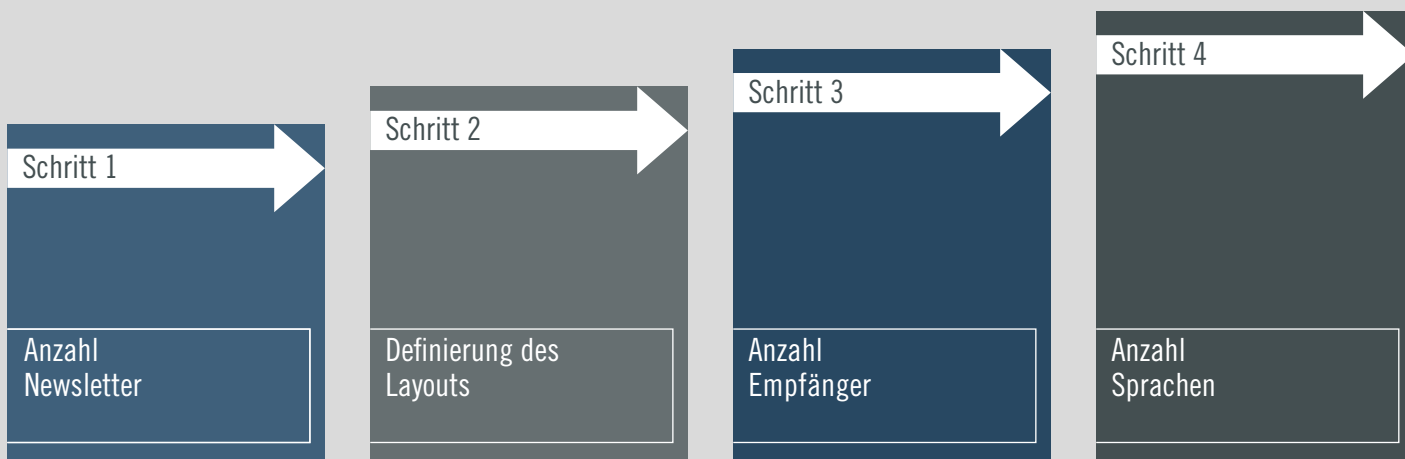 Schritt 1
Anzahl
Newsletter
Schritt 2
Definierung des
Layouts
Schritt 3
Anzahl
Empfänger
Schritt 4
Anzahl
Sprachen